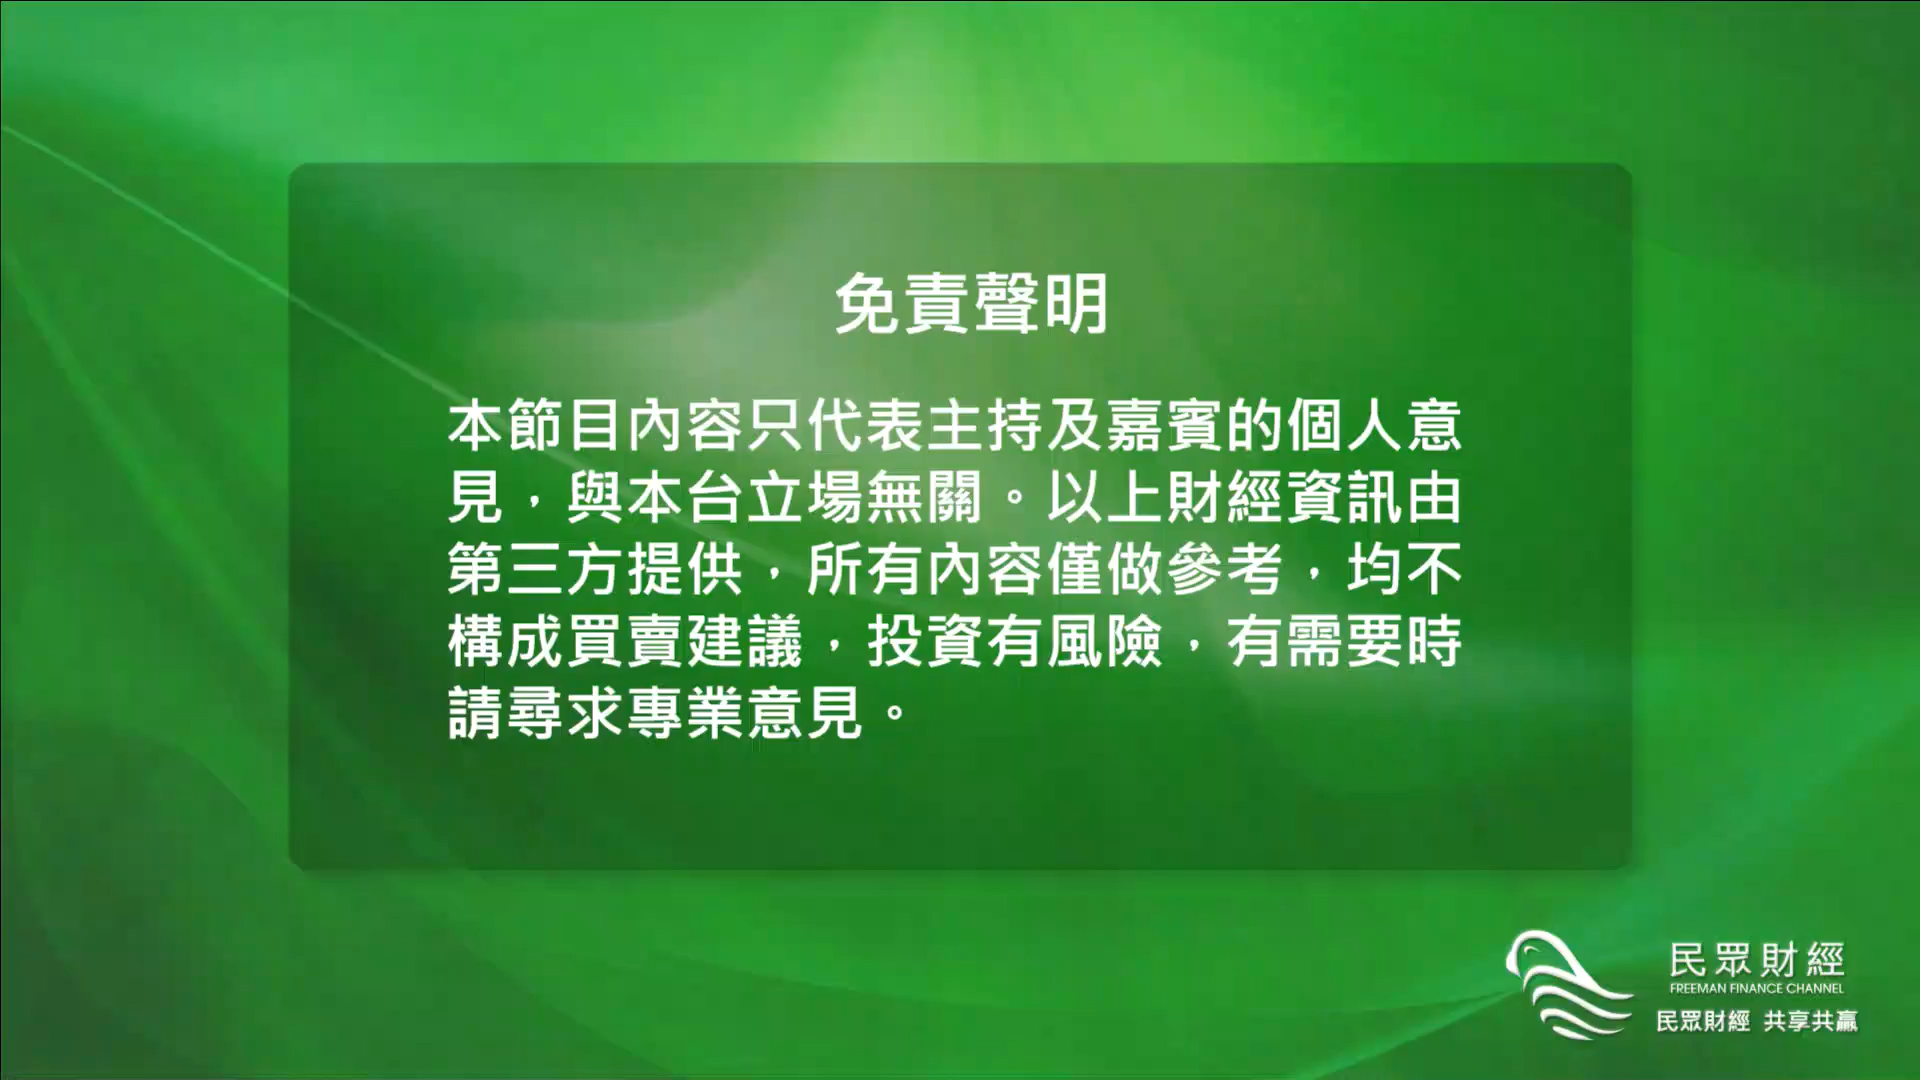 免責聲明
本節目內容只代表主持及嘉賓的個人意
見，與本台立場無關。以上財經資訊由
第三方提供，所有內容僅做參考，均不
構成買賣建議，投資有風險，有需要時
請尋求專業意見。
民眾財經
FREEMAN FINANCE CHANNEL
民眾財經 共享共贏